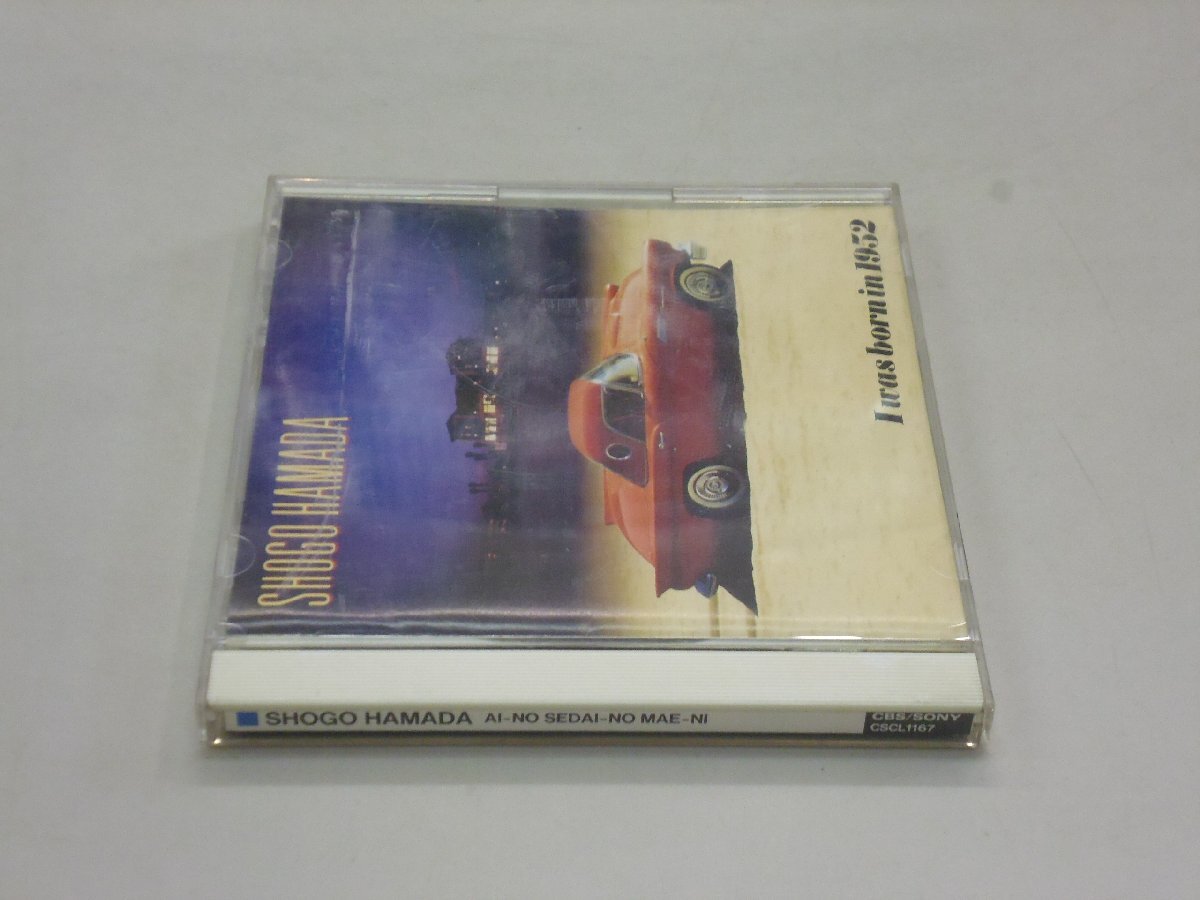 SHOGO HAMADA
I was born in 1952
SHOGO HAMADA AI-NO SEDAI-NO MAE-NI
CBS/SONY
CSCL1167